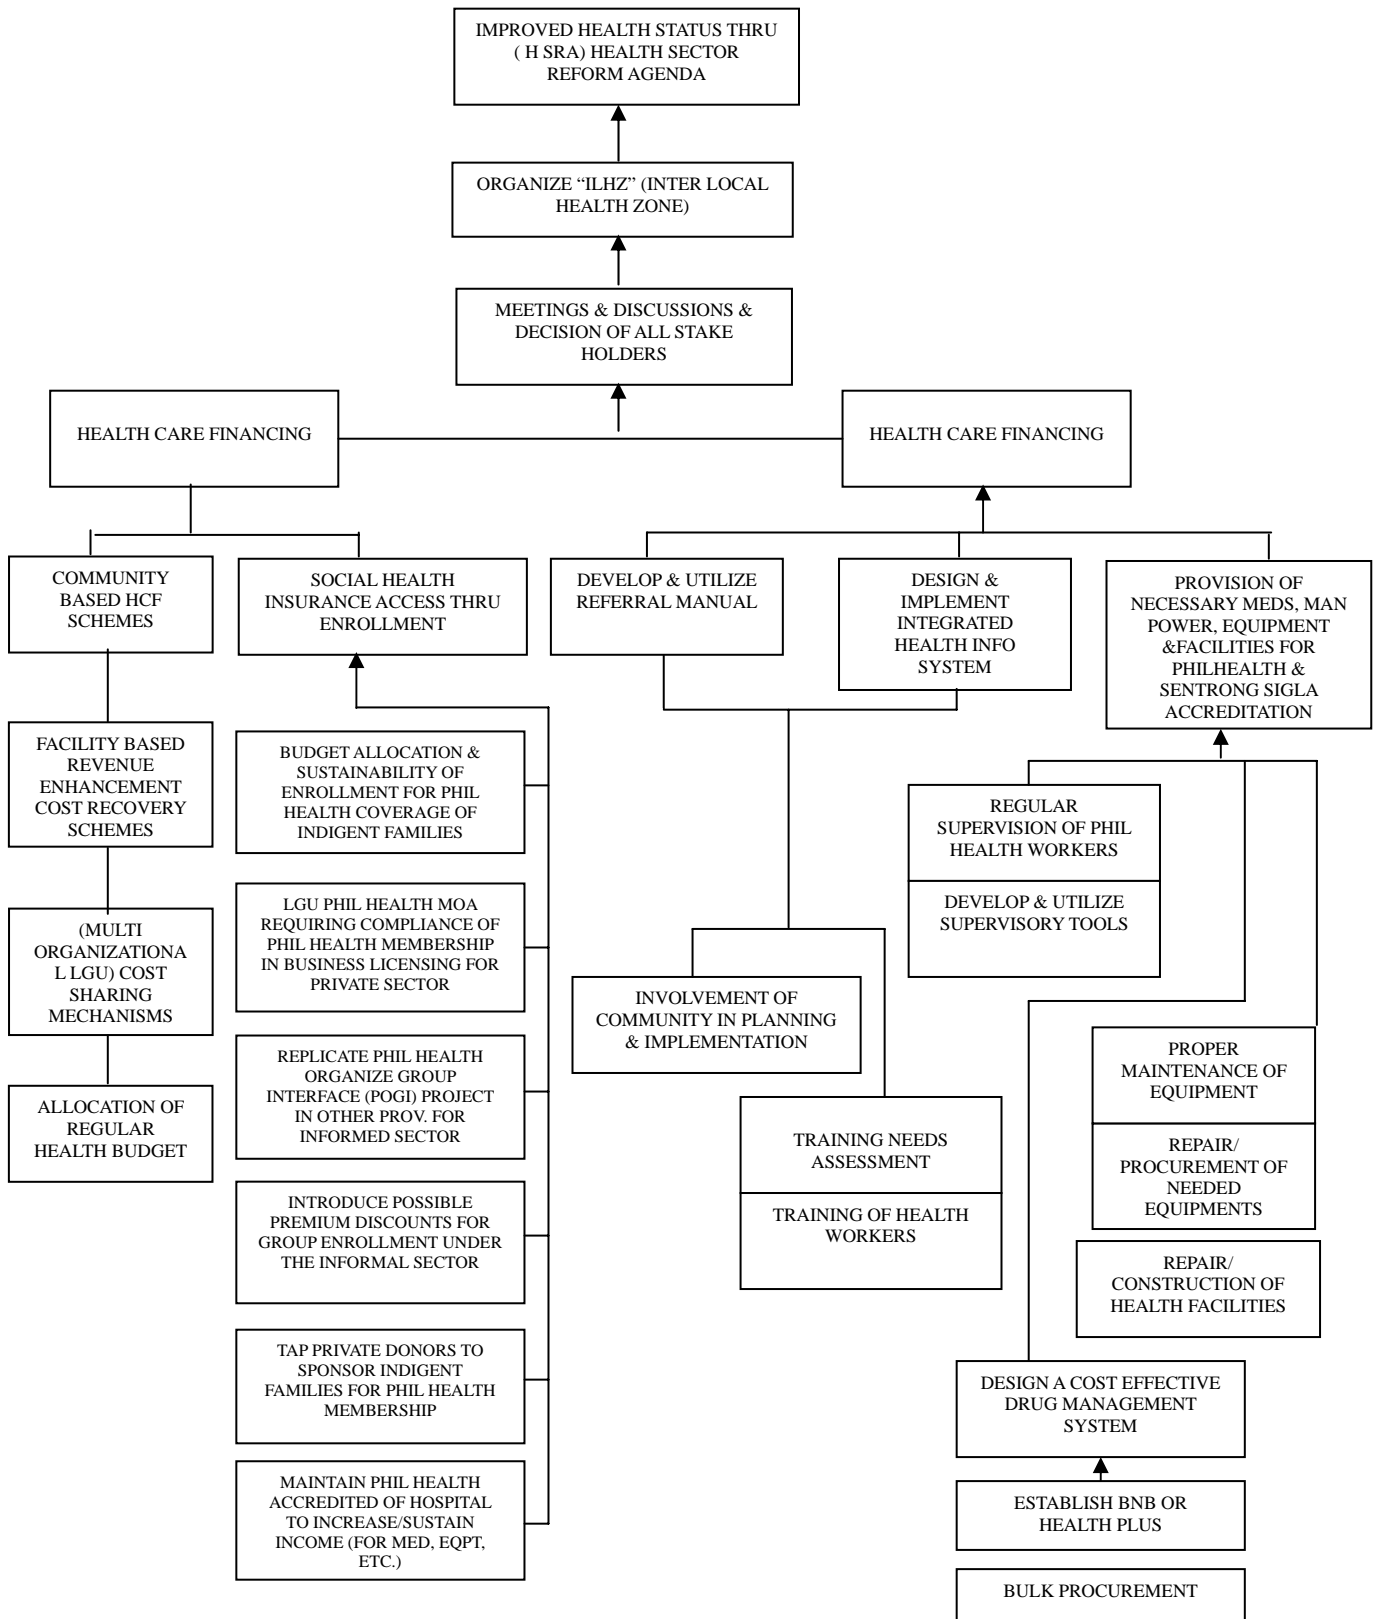 IMPROVED HEALTH STATUS THRU
( H SRA) HEALTH SECTOR
REFORM AGENDA
ORGANIZE “ILHZ” (INTER LOCAL
HEALTH ZONE)
MEETINGS & DISCUSSIONS &
DECISION OF ALL STAKE
HOLDERS
HEALTH CARE FINANCING
HEALTH CARE FINANCING
COMMUNITY
BASED HCF
SCHEMES
SOCIAL HEALTH
INSURANCE ACCESS THRU
ENROLLMENT
DEVELOP & UTILIZE
REFERRAL MANUAL
DESIGN &
IMPLEMENT
INTEGRATED
HEALTH INFO
SYSTEM
PROVISION OF
NECESSARY MEDS, MAN
POWER, EQUIPMENT
&FACILITIES FOR
PHILHEALTH &
SENTRONG SIGLA
ACCREDITATION
FACILITY BASED
REVENUE
ENHANCEMENT
COST RECOVERY
SCHEMES
(MULTI
ORGANIZATIONA
L LGU) COST
SHARING
MECHANISMS
ALLOCATION OF
REGULAR
HEALTH BUDGET
BUDGET ALLOCATION &
SUSTAINABILITY OF
ENROLLMENT FOR PHIL
HEALTH COVERAGE OF
INDIGENT FAMILIES
LGU PHIL HEALTH MOA
REQUIRING COMPLIANCE OF
PHIL HEALTH MEMBERSHIP
IN BUSINESS LICENSING FOR
PRIVATE SECTOR
REPLICATE PHIL HEALTH
ORGANIZE GROUP
INTERFACE (POGI) PROJECT
IN OTHER PROV. FOR
INFORMED SECTOR
INTRODUCE POSSIBLE
PREMIUM DISCOUNTS FOR
GROUP ENROLLMENT UNDER
THE INFORMAL SECTOR
TAP PRIVATE DONORS TO
SPONSOR INDIGENT
FAMILIES FOR PHIL HEALTH
MEMBERSHIP
MAINTAIN PHIL HEALTH
ACCREDITED OF HOSPITAL
TO INCREASE/SUSTAIN
INCOME (FOR MED, EQPT,
ETC.)
INVOLVEMENT OF
COMMUNITY IN PLANNING
& IMPLEMENTATION
TRAINING NEEDS
ASSESSMENT
TRAINING OF HEALTH
WORKERS
REGULAR
SUPERVISION OF PHIL
HEALTH WORKERS
DEVELOP & UTILIZE
SUPERVISORY TOOLS
PROPER
MAINTENANCE OF
EQUIPMENT
REPAIR/
PROCUREMENT OF
NEEDED
EQUIPMENTS
REPAIR/
CONSTRUCTION OF
HEALTH FACILITIES
DESIGN A COST EFFECTIVE
DRUG MANAGEMENT
SYSTEM
ESTABLISH BNB OR
HEALTH PLUS
BULK PROCUREMENT